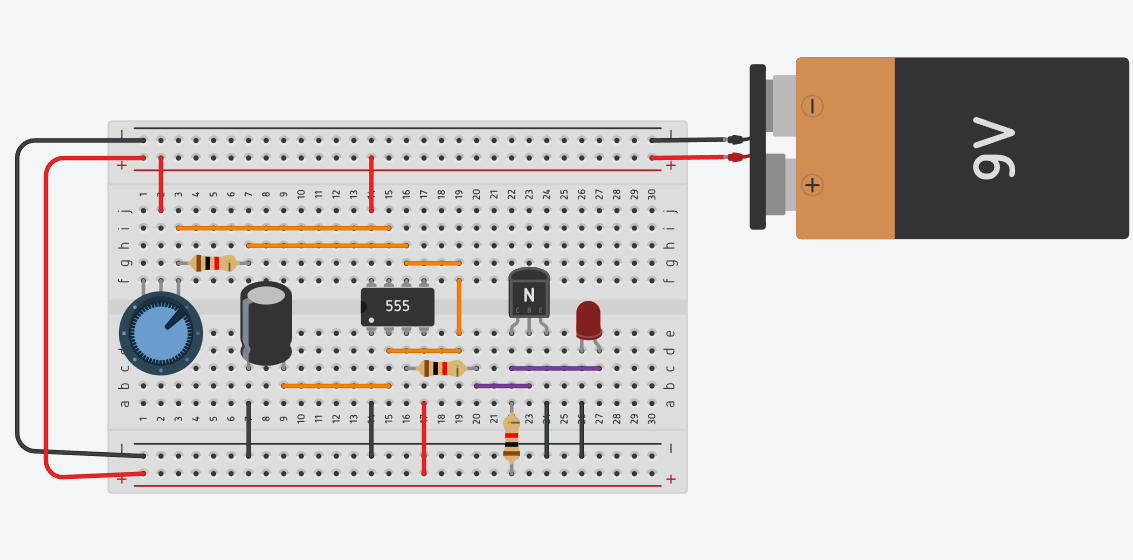 9V
−
+
− −
+ +
1 2 3 4 5 6 7 8 9 10 11 12 13 14 15 16 17 18 19 20 21 22 23 24 25 26 27 28 29 30
j j
i i
h h
g g
f f
N
555
C B E
e
d d
c c
b b
a a
1 2 3 4 5 6 7 8 9 10 11 12 13 14 15 16 17 18 19 20 21 22 23 24 25 26 27 28 29 30
− −
+ +